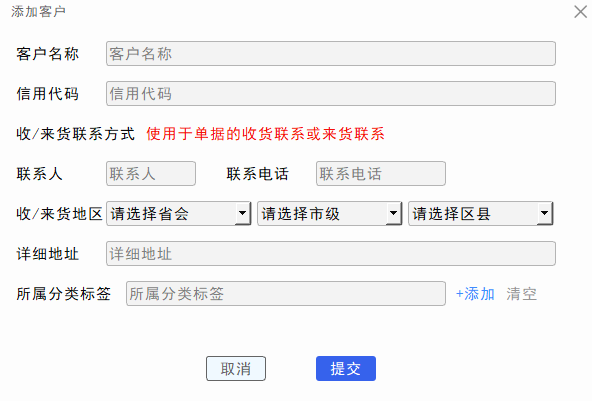 添加客户
客户名称 客户名称
信用代码 信用代码
收/来货联系方式 使用于单据的收货联系或来货联系
联系人 联系人 联系电话 联系电话
收/来货地区 请选择省会 请选择市级 请选择区县
详细地址 详细地址
所属分类标签 所属分类标签 +添加 清空
取消 提交